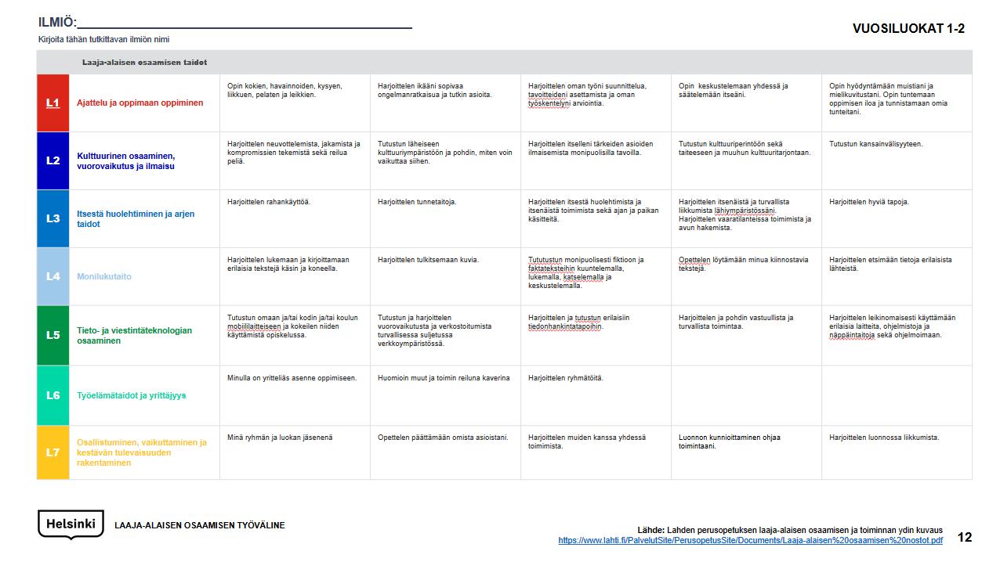 ILMIÖ:
Kirjoita tähän tutkittavan ilmiön nimi
VUOSILUOKAT 1-2
Laaja-alaisen osaamisen taidot
L1
Ajattelu ja oppimaan oppiminen
Opin kokien, havainnoiden, kysyen,
liikkuen, pelaten ja leikkien.
Harjoittelen ikääni sopivaa
ongelmanratkaisua ja tutkin asioita.
Harjoittelen oman työni suunnittelua,
tavoitteideni asettamista ja oman
työskentelyni arviointia.
Opin keskustelemaan yhdessä ja
säätelemään itseäni.
Opin hyödyntämään muistiani ja
mielikuvitustani. Opin tuntemaan
oppimisen iloa ja tunnistamaan omia
tunteitani.
L2
Kulttuurinen osaaminen,
vuorovaikutus ja ilmaisu
Harjoittelen neuvottelemista, jakamista ja
kompromissien tekemistä sekä reilua
peliä.
Tutustun läheiseen
kulttuuriympäristöön ja pohdin, miten voin
vaikuttaa siihen.
Harjoittelen itselleni tärkeiden asioiden
ilmaisemista monipuolisilla tavoilla.
Tutustun kulttuuriperintöön sekä
taiteeseen ja muuhun kulttuuritarjontaan.
Tutustun kansainvälisyyteen.
L3
Itsestä huolehtiminen ja arjen
taidot
Harjoittelen rahankäyttöä.
Harjoittelen tunnetaitoja.
Harjoittelen itsestä huolehtimista ja
itsenäistä toimimista sekä ajan ja paikan
käsitteitä.
Harjoittelen itsenäistä ja turvallista
liikkumista lähiympäristössäni.
Harjoittelen vaaratilanteissa toimimista ja
avun hakemista.
Harjoittelen hyviä tapoja.
L4
Monilukutaito
Harjoittelen lukemaan ja kirjoittamaan
erilaisia tekstejä käsin ja koneella.
Harjoittelen tulkitsemaan kuvia.
Tututustun monipuolisesti fiktioon ja
faktateksteihin kuuntelemalla,
lukemalla, katselemalla ja
keskustelemalla.
Opettelen löytämään minua kiinnostavia
tekstejä.
Harjoittelen etsimään tietoja erilaisista
lähteistä.
L5
Tieto- ja viestintäteknologian
osaaminen
Tutustun omaan ja/tai kodin ja/tai koulun
mobiililaitteiseen ja kokeilen niiden
käyttämistä opiskelussa.
Tutustun ja harjoittelen
vuorovaikutusta ja verkostoitumista
turvallisessa suljetussa
verkkoympäristössä.
Harjoittelen ja tutustun erilaisiin
tiedonhankintatapoihin.
Harjoittelen ja pohdin vastuullista ja
turvallista toimintaa.
Harjoittelen leikinomaisesti käyttämään
erilaisia laitteita, ohjelmistoja ja
näppäintaitoja sekä ohjelmoimaan.
L6
Työelämätaidot ja yrittäjyys
Minulla on yritteliäs asenne oppimiseen.
Huomioin muut ja toimin reiluna kaverina
Harjoittelen ryhmätöitä.
L7
Osallistuminen, vaikuttaminen ja
kestävän tulevaisuuden
rakentaminen
Minä ryhmän ja luokan jäsenenä
Opettelen päättämään omista asioistani.
Harjoittelen muiden kanssa yhdessä
toimimista.
Luonnon kunnioittaminen ohjaa
toimintaani.
Harjoittelen luonnossa liikkumista.
Helsinki
LAAJA-ALAISEN OSAAMISEN TYÖVÄLINE
Lähde: Lahden perusopetuksen laaja-alaisen osaamisen ja toiminnan ydin kuvaus
https://www.lahti.fi/PalvelutSite/PerusopetusSite/Documents/Laaja-alaisen%20osaamisen%20nostot.pdf
12